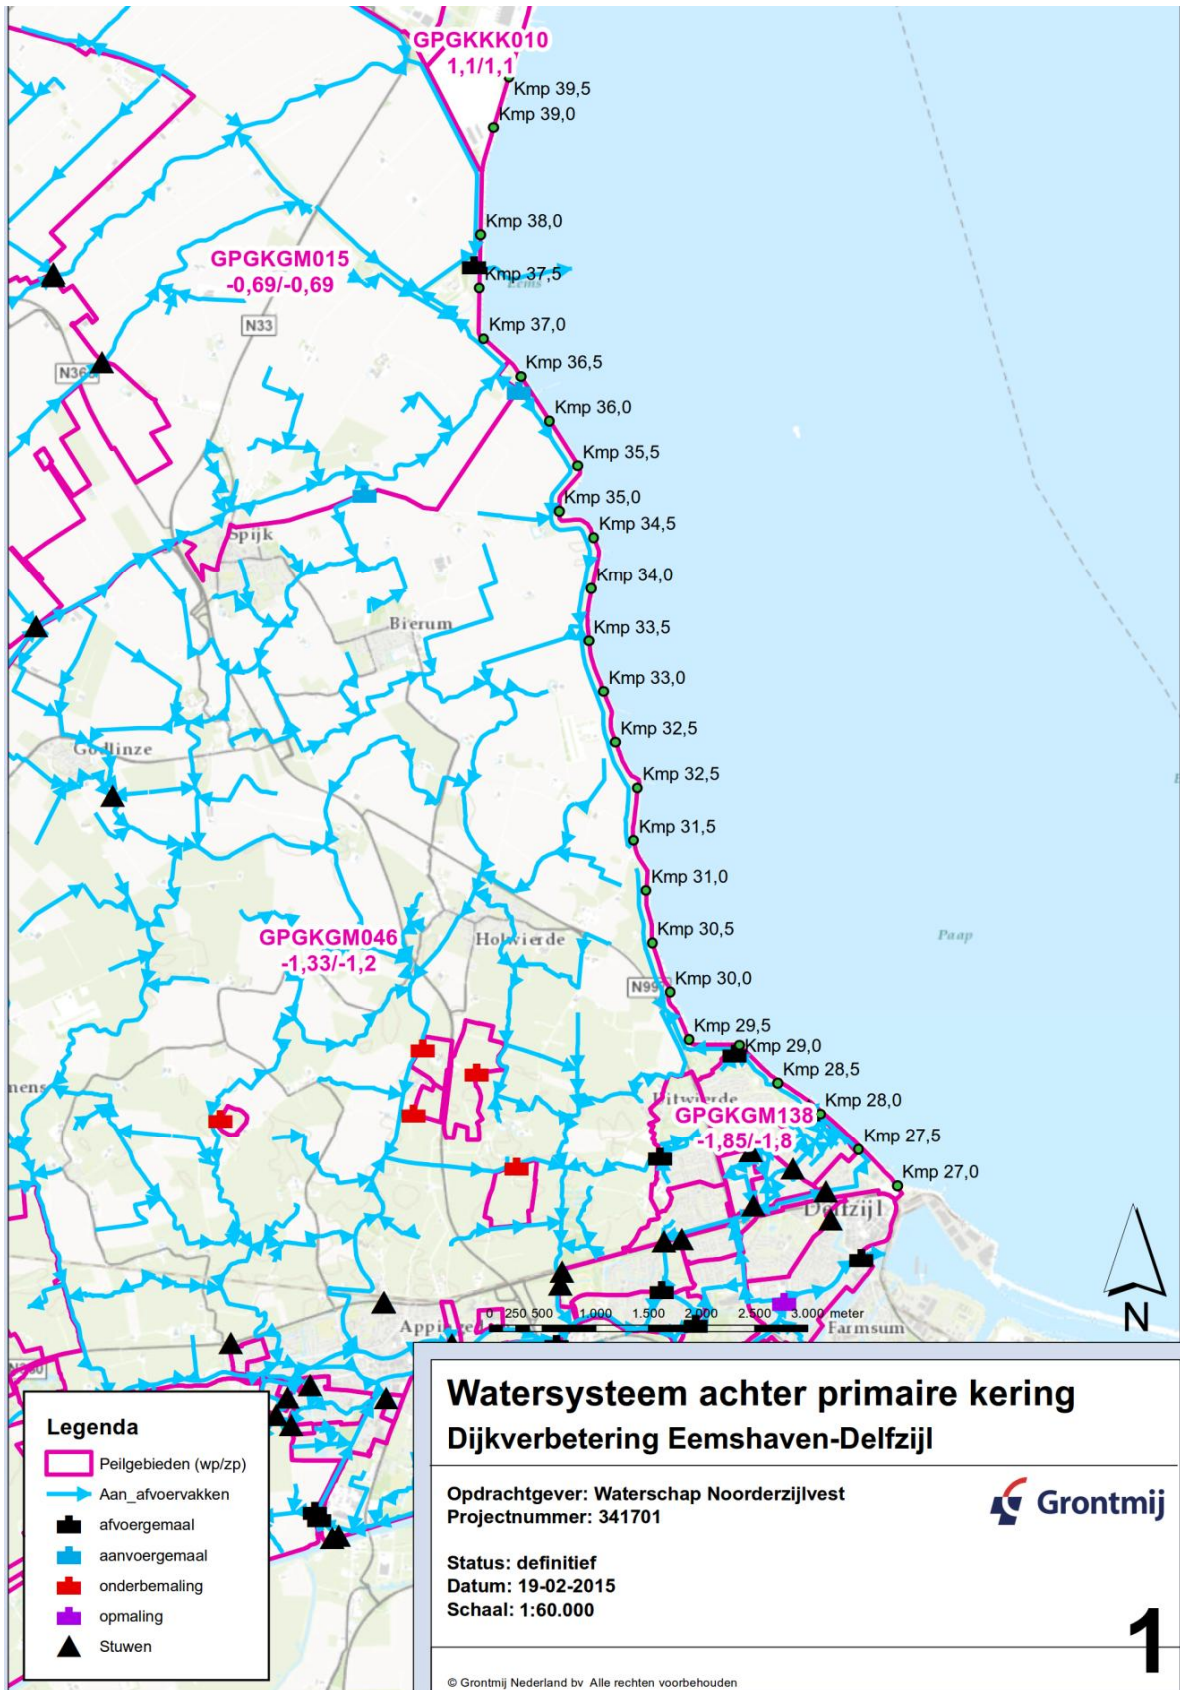 GPGKKK010
1,1/1,1
Kmp 39,5
Kmp 39,0
Kmp 38,0
GPGKGM015
-0,69/-0,69
Kmp 37,5
Eems
N33
Kmp 37,0
Kmp 36,5
Kmp 36,0
Kmp 35,5
Kmp 35,0
Kmp 34,5
Spijk
Kmp 34,0
Bierum
Kmp 33,5
Kmp 33,0
Kmp 32,5
Godlinze
Kmp 32,5
Kmp 31,5
Kmp 31,0
GPGKGM046
-1,33/-1,2
Holwierde
Kmp 30,5
Paap
Kmp 30,0
Kmp 29,5
Kmp 29,0
Kmp 28,5
Kmp 28,0
GPGKGM138
-1,85/-1,8
Kmp 27,5
Kmp 27,0
Delfzijl
N
0 250 500 1.000 1.500 2.000 2.500 3.000 meter
Farmsum
Watersysteem achter primaire kering
Dijkverbetering Eemshaven-Delfzijl
Opdrachtgever: Waterschap Noorderzijlvest
Projectnummer: 341701
Grontmij
Status: definitief
Datum: 19-02-2015
Schaal: 1:60.000
1
© Grontmij Nederland bv Alle rechten voorbehouden
Legenda
Peilgebieden (wp/zp)
Aan_afvoervakken
afvoergemaal
aanvoergemaal
onderbemaling
opmaling
Stuwen